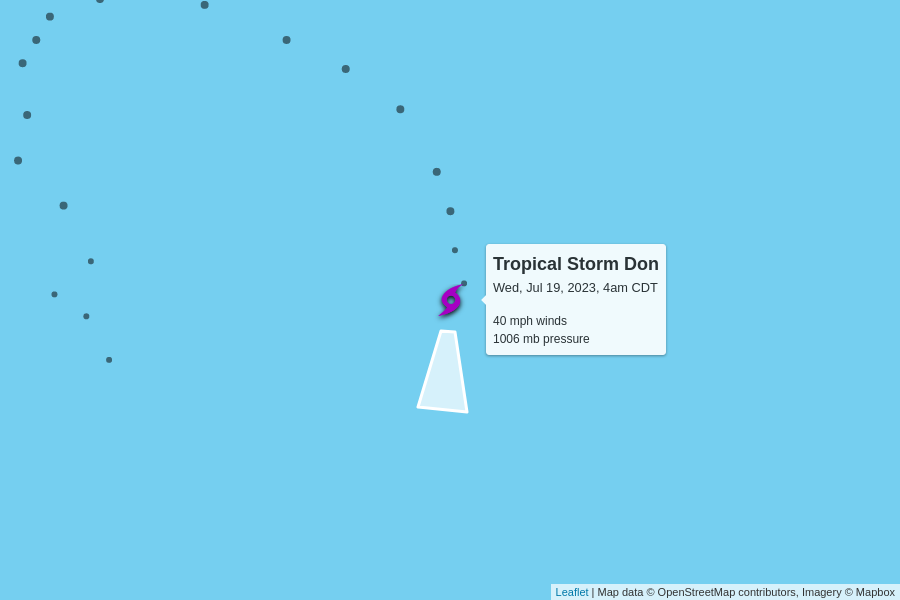 Tropical Storm Don
Wed, Jul 19, 2023, 4am CDT
40 mph winds
1006 mb pressure
Leaflet | Map data © OpenStreetMap contributors, Imagery © Mapbox